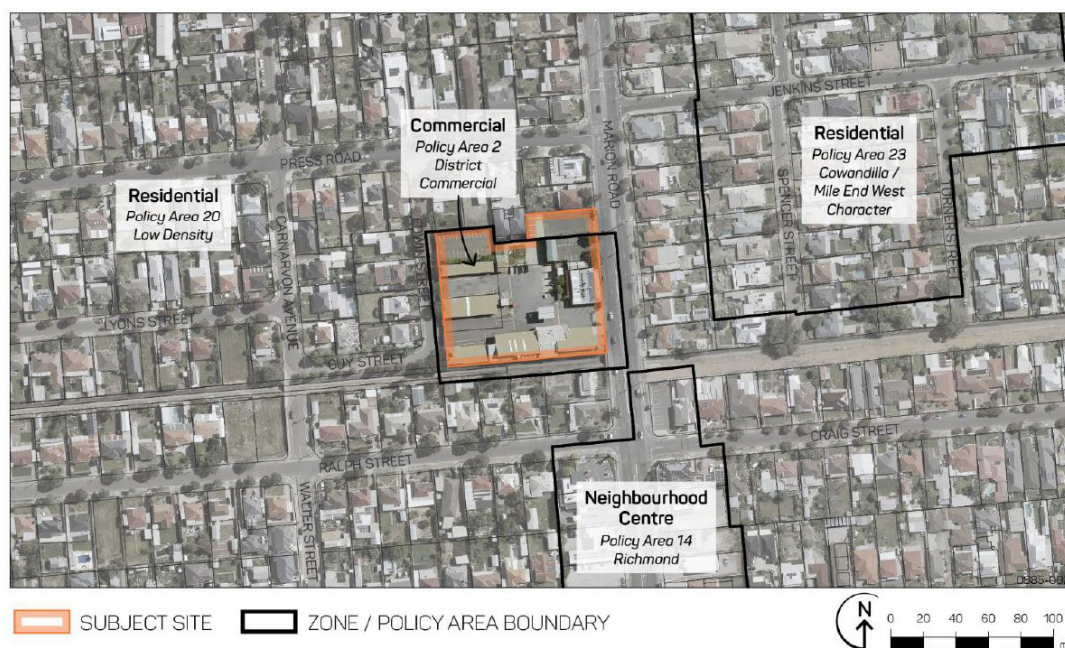 JENKINS STREET
Commercial
Policy Area 2
District
Commercial
MARION ROAD
Residential
Policy Area 23
Cowandilla /
Mile End West
Character
PRESS ROAD
SPENCER STREET
TURNER STREET
Residential
Policy Area 20
Low Density
CARNARVON AVENUE
LYONS STREET
GUY STREET
CRAIG STREET
RALPH STREET
Neighbourhood
Centre
Policy Area 14
Richmond
SUBJECT SITE
ZONE / POLICY AREA BOUNDARY
N
0 20 40 60 80 100